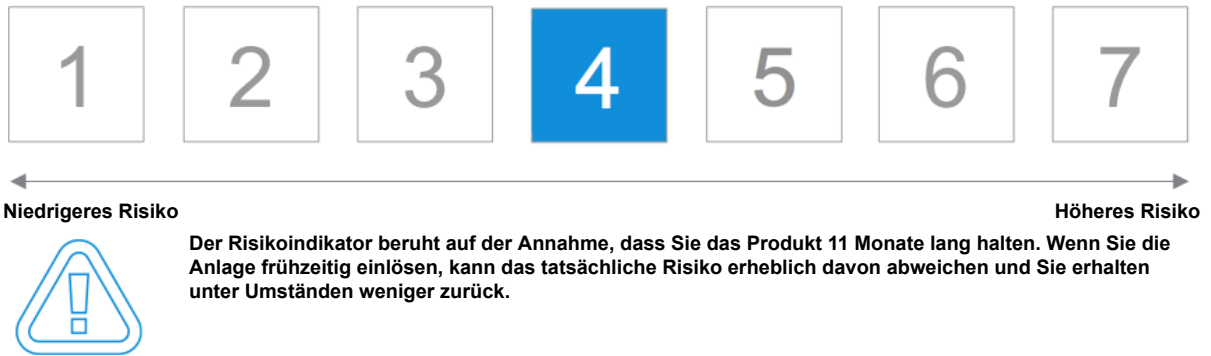 1 2 3 4 5 6 7
Niedrigeres Risiko Höheres Risiko
Der Risikoindikator beruht auf der Annahme, dass Sie das Produkt 11 Monate lang halten. Wenn Sie die
Anlage frühzeitig einlösen, kann das tatsächliche Risiko erheblich davon abweichen und Sie erhalten
unter Umständen weniger zurück.